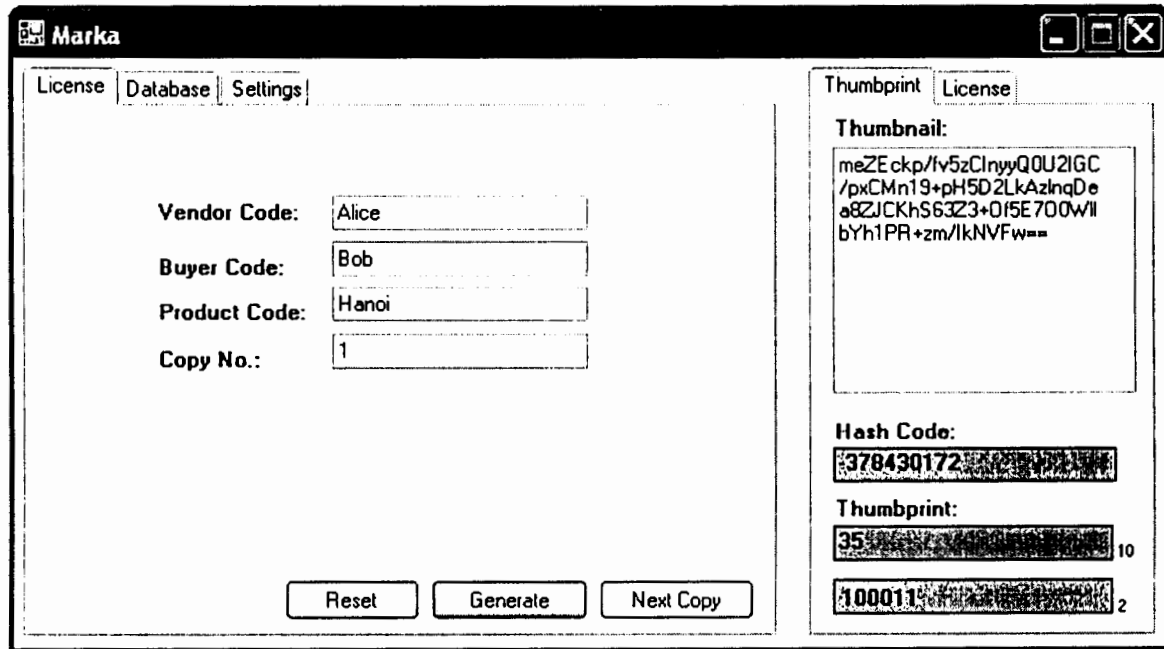 Marka
License Database Settings
Vendor Code: Alice
Buyer Code: Bob
Product Code: Hanoi
Copy No.: 1
Reset Generate Next Copy
Thumbprint License
Thumbnail:
meZEckp/fv5zClnyyQ0U2IGC
/pxCMn19+pH5D2LkAzInqDe
a8ZJCKhS63Z3+Of5E7O0WlI
bYh1PR+zm/IkNVFw==
Hash Code:
378430172
Thumbprint:
35 10
100011 2